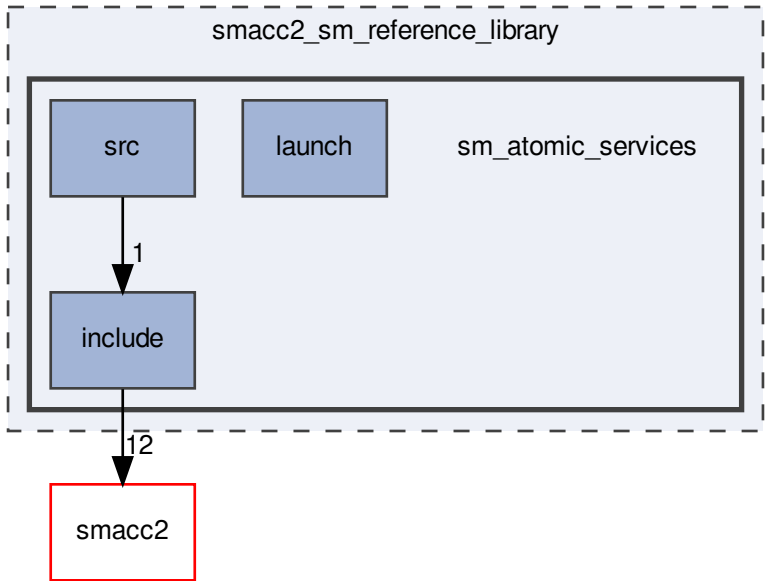 smacc2_sm_reference_library
src
launch
sm_atomic_services
1
include
12
smacc2